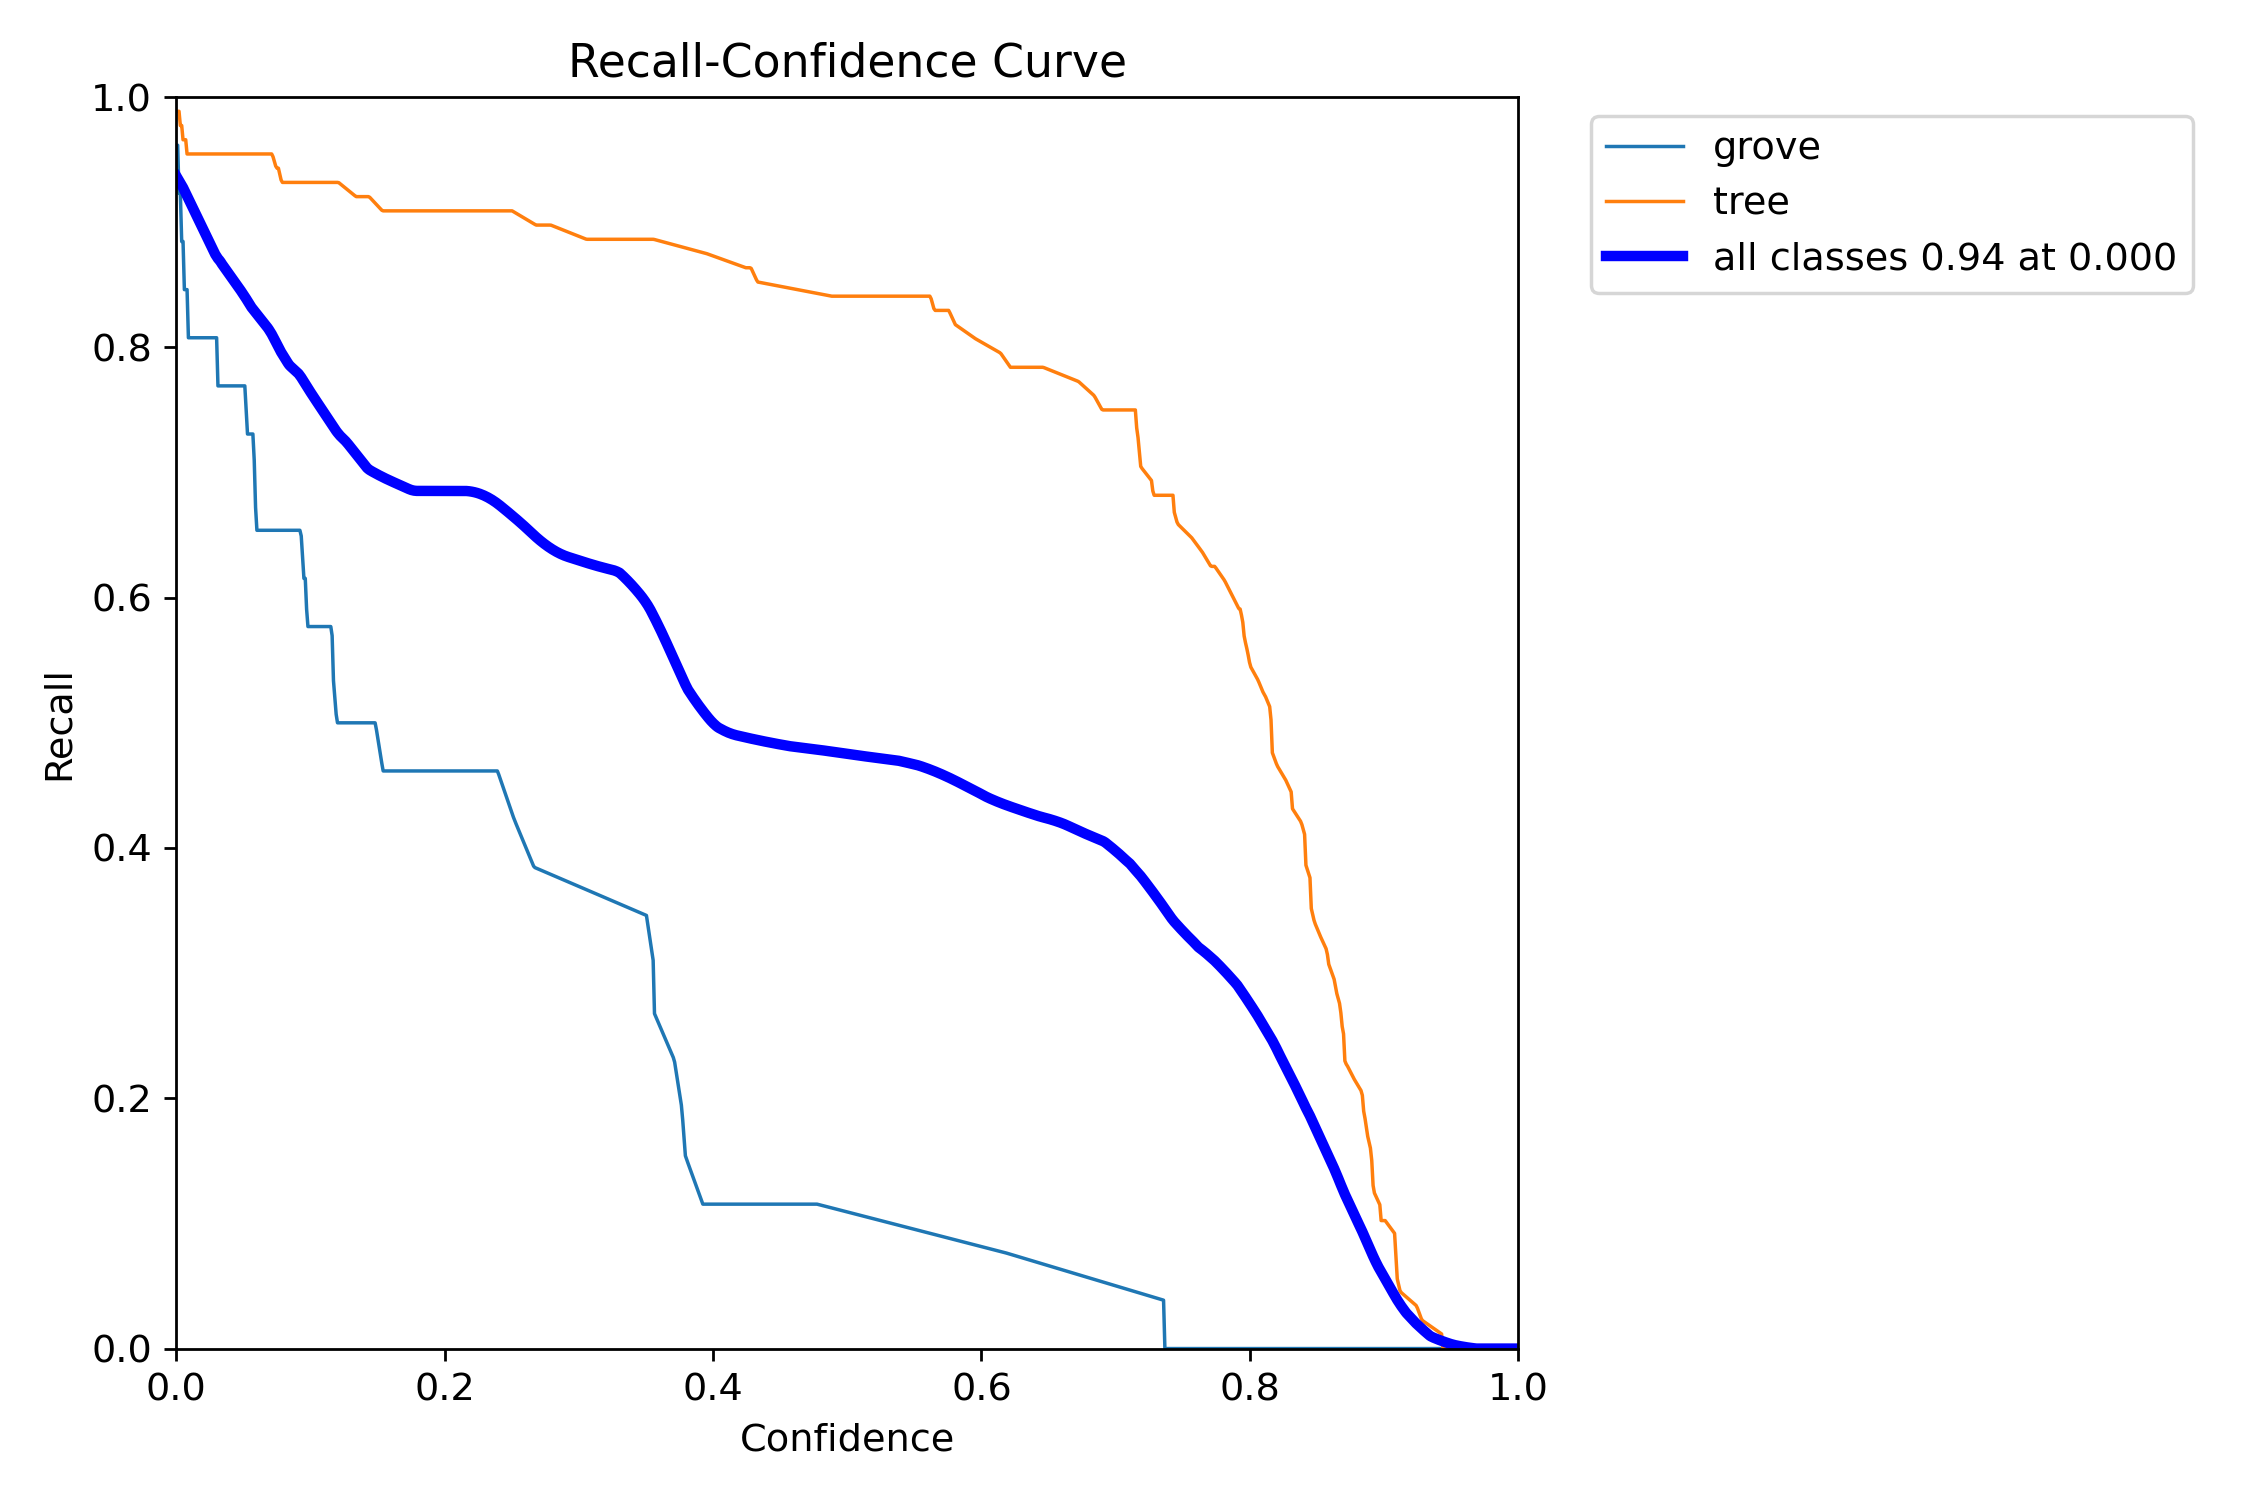 Recall-Confidence Curve
1.0
0.8
0.6
0.4
0.2
0.0
Recall
0.0 0.2 0.4 0.6 0.8 1.0
Confidence
grove
tree
all classes 0.94 at 0.000